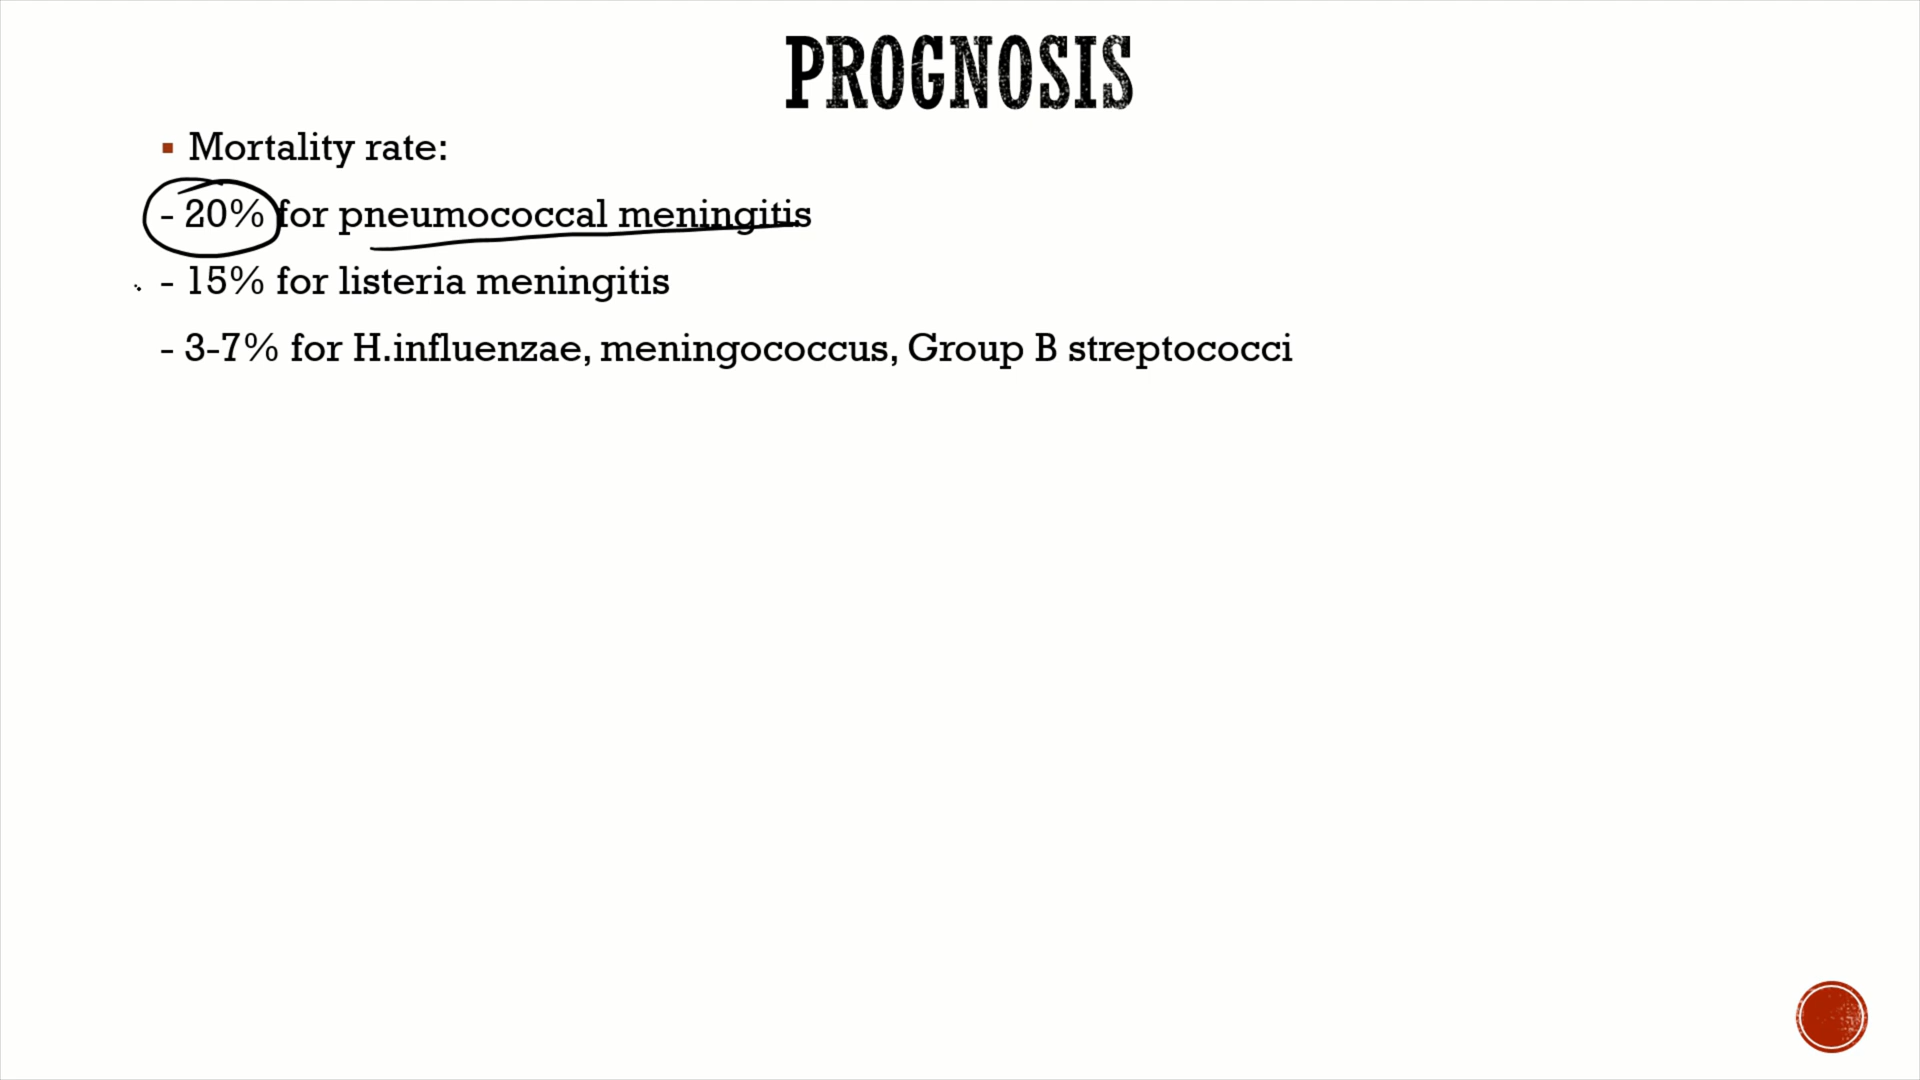 PROGNOSIS
▪ Mortality rate:
- 20% for pneumococcal meningitis
- 15% for listeria meningitis
- 3-7% for H.influenzae, meningococcus, Group B streptococci